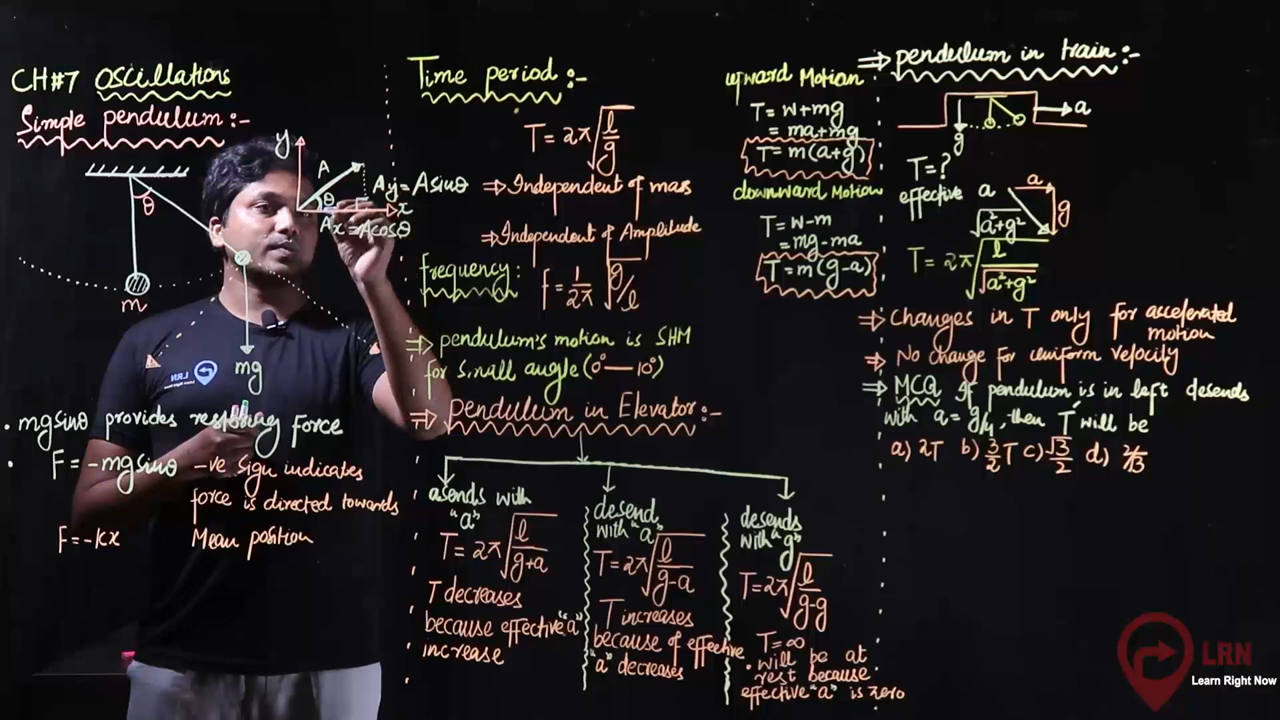 CH#7 Oscillations
Simple pendulum:-
θ
m
mg
y
A
θ
x
Ay=Asinθ
Ax=Acosθ
LRN
Learn Right Now
• mgsinθ provides restoring force
• F=-mgsinθ
-ve sign indicates
force is directed towards
Mean position
F=-kx
Time period:-
T=2π√l/g
⇒Independent of mass
⇒Independent of Amplitude
frequency:
f=1/2π √g/l
⇒ pendulum's motion is SHM
for small angle (0°—10°)
⇒ pendulum in Elevator:-
asends with
"a"
T=2π√l/g+a
T decreases
because effective "a"
increase
desend
with "a"
T=2π√l/g-a
T increases
because of effective
"a" decreases
desends
with "g"
T=2π√l/g-g
T=∞
• will be at
rest because
effective "a" is zero
upward Motion
T=w+mg
=ma+mg
T=m(a+g)
downward Motion
T=w-m
=mg-ma
T=m(g-a)
⇒ pendulum in train:-
g
a
T=?
effective a
a
g
√a²+g²
T=2π√l/√a²+g²
⇒ Changes in T only for accelerated
motion
⇒ No change for uniform velocity
⇒ MCQ If pendulum is in left desends
with a=g/4, then T will be
a) 2T b) 3/2 T c) √3/2 d) 2/√3
LRN
Learn Right Now